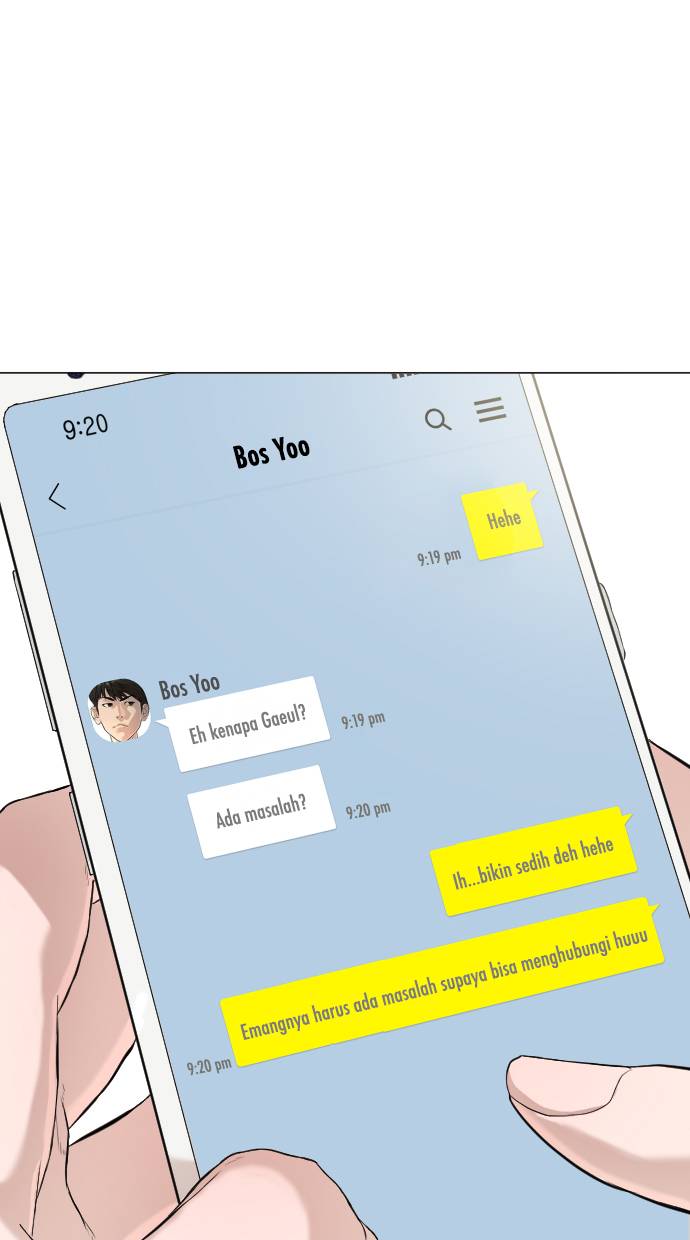 9:20
Bos Yoo
Hehe
9:19 pm
Bos Yoo
Eh kenapa Gaeul?
9:19 pm
Ada masalah?
9:20 pm
Ih...bikin sedih deh hehe
Emangnya harus ada masalah supaya bisa menghubungi huuu
9:20 pm